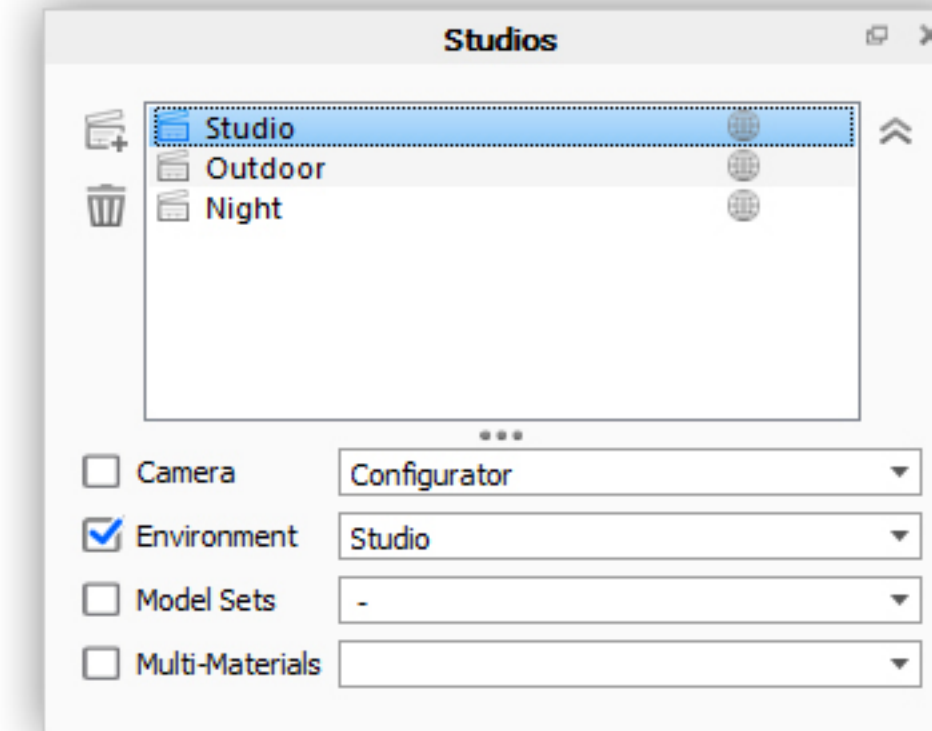 Studios
Studio
Outdoor
Night
Camera Configurator
Environment Studio
Model Sets -
Multi-Materials